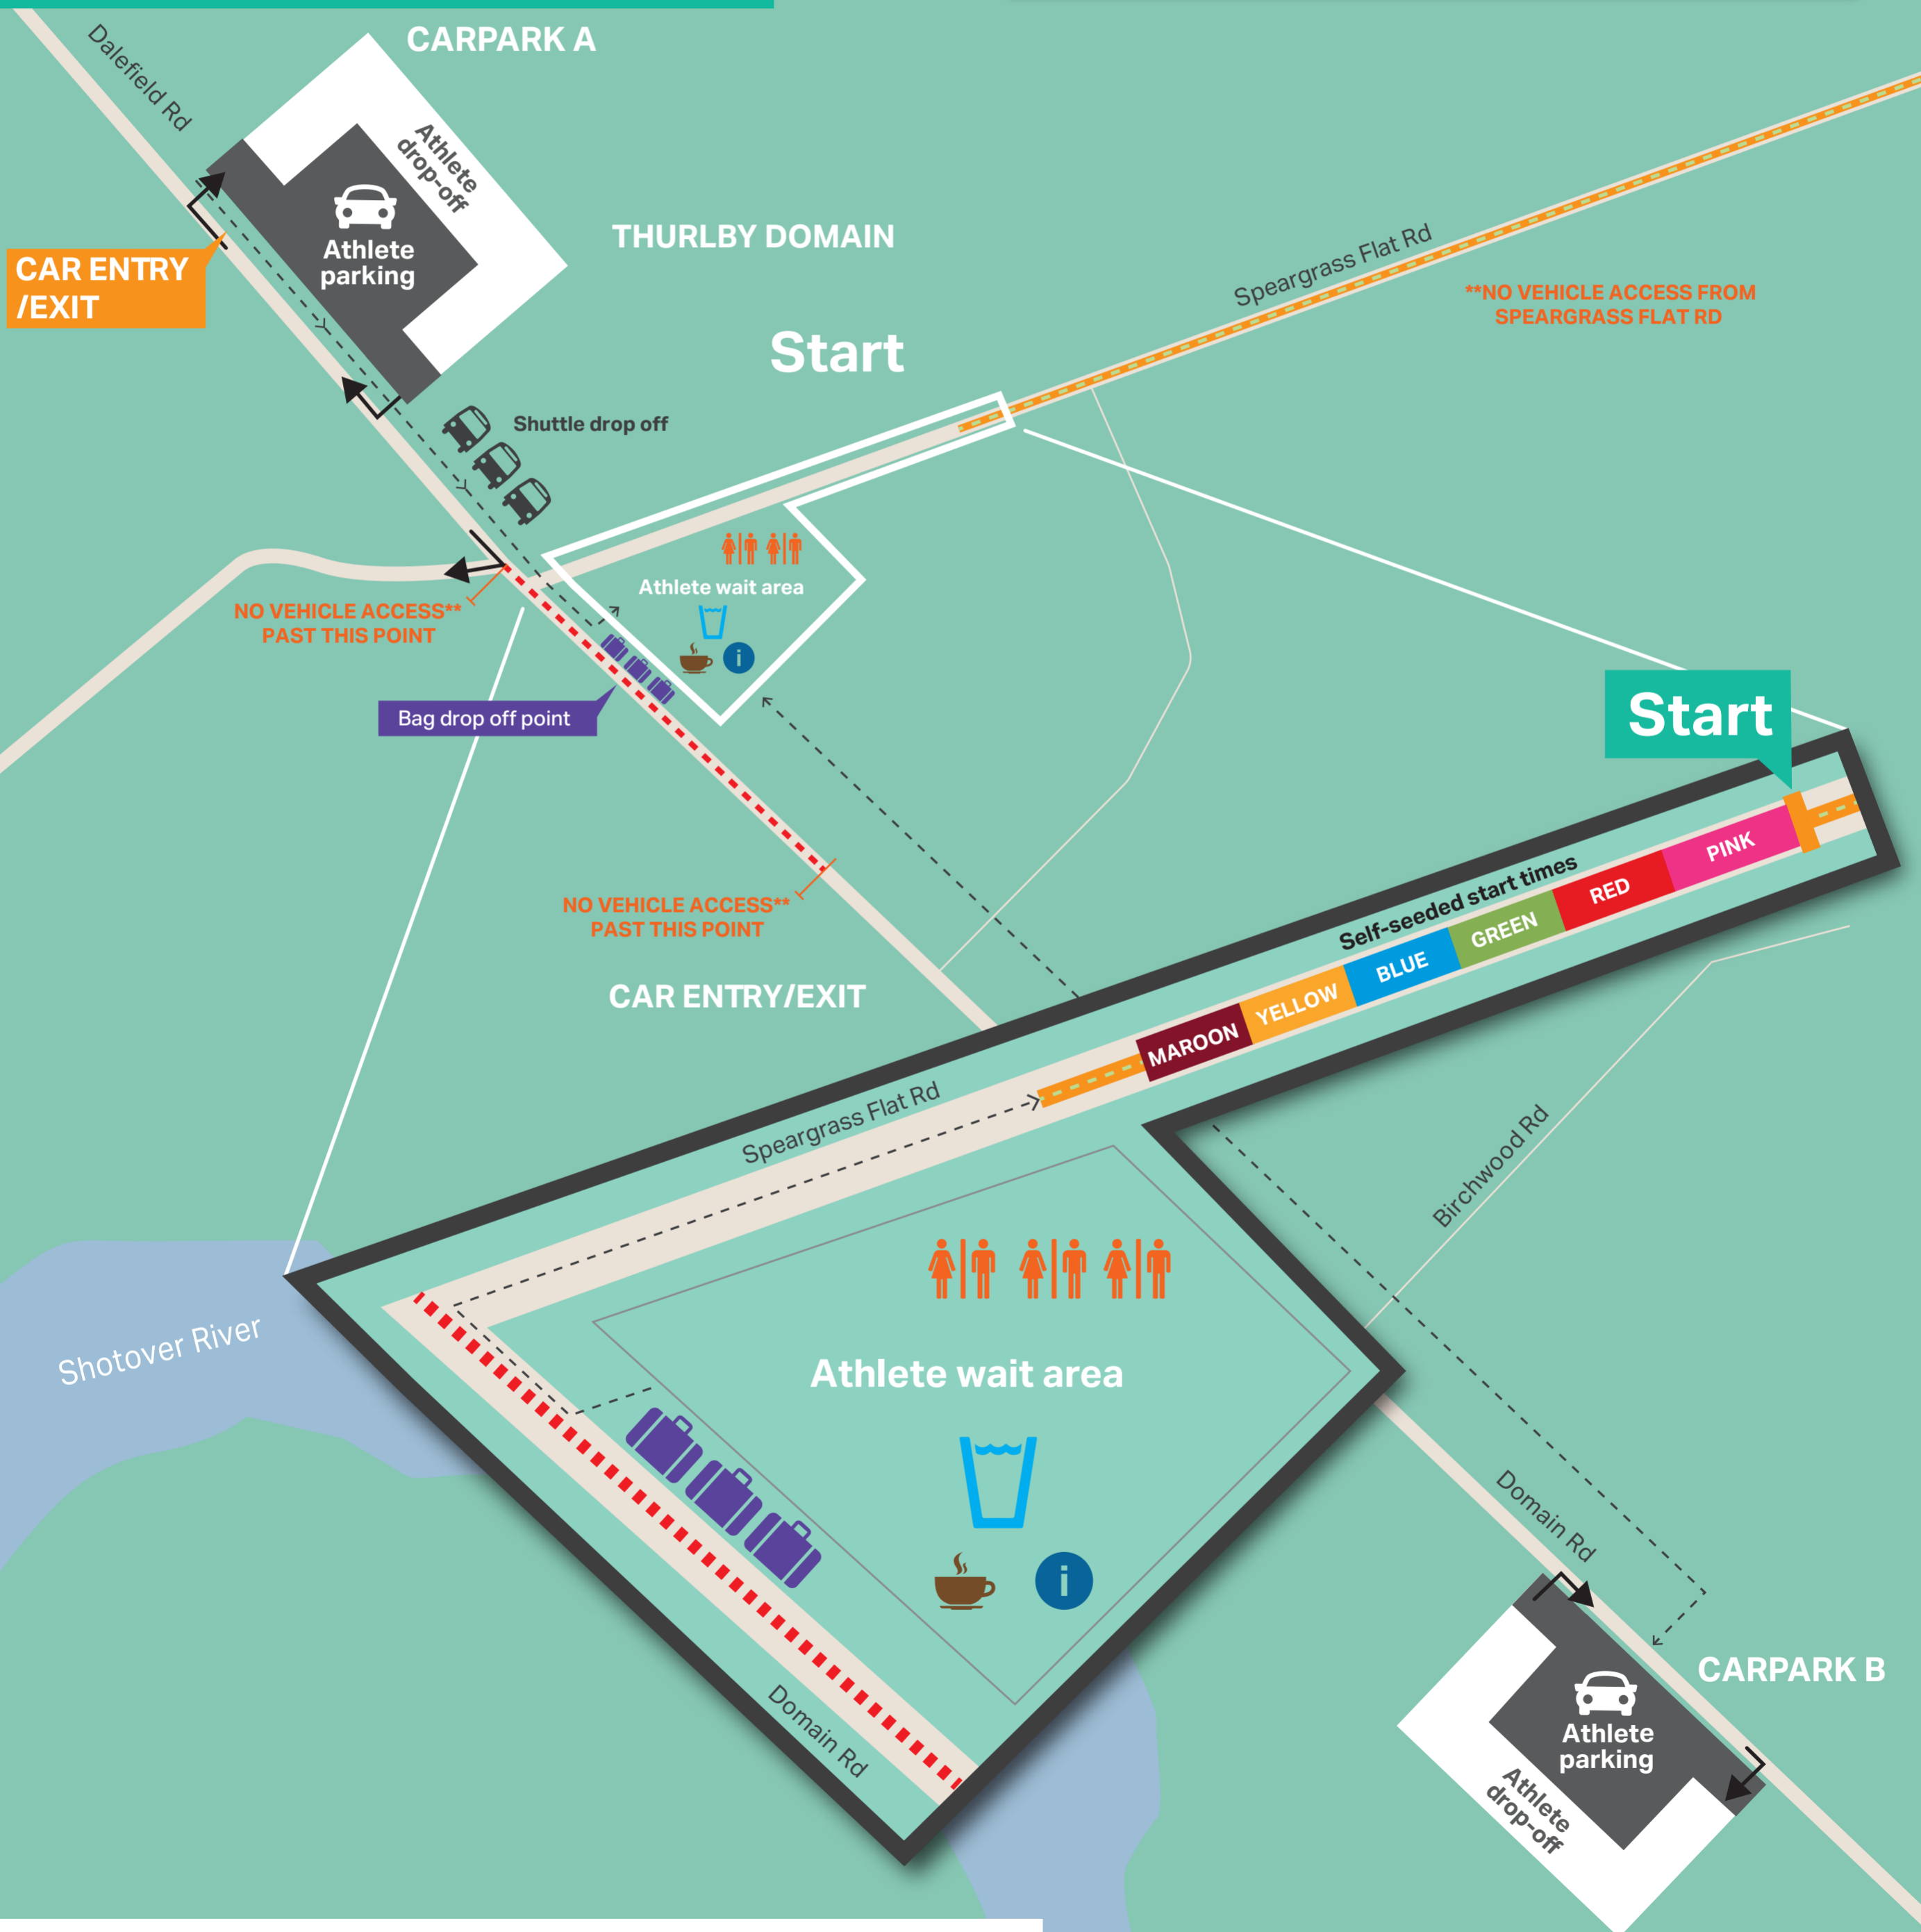 CARPARK A
Dalefield Rd
Athlete
drop-off
Athlete
parking
CAR ENTRY
/EXIT
THURLBY DOMAIN
Speargrass Flat Rd
**NO VEHICLE ACCESS FROM
SPEARGRASS FLAT RD
Start
Shuttle drop off
Athlete wait area
i
NO VEHICLE ACCESS**
PAST THIS POINT
Bag drop off point
Start
PINK
RED
GREEN
BLUE
YELLOW
MAROON
Self-seeded start times
NO VEHICLE ACCESS**
PAST THIS POINT
CAR ENTRY/EXIT
Speargrass Flat Rd
Birchwood Rd
Shotover River
Athlete wait area
i
Domain Rd
Domain Rd
CARPARK B
Athlete
parking
Athlete
drop-off